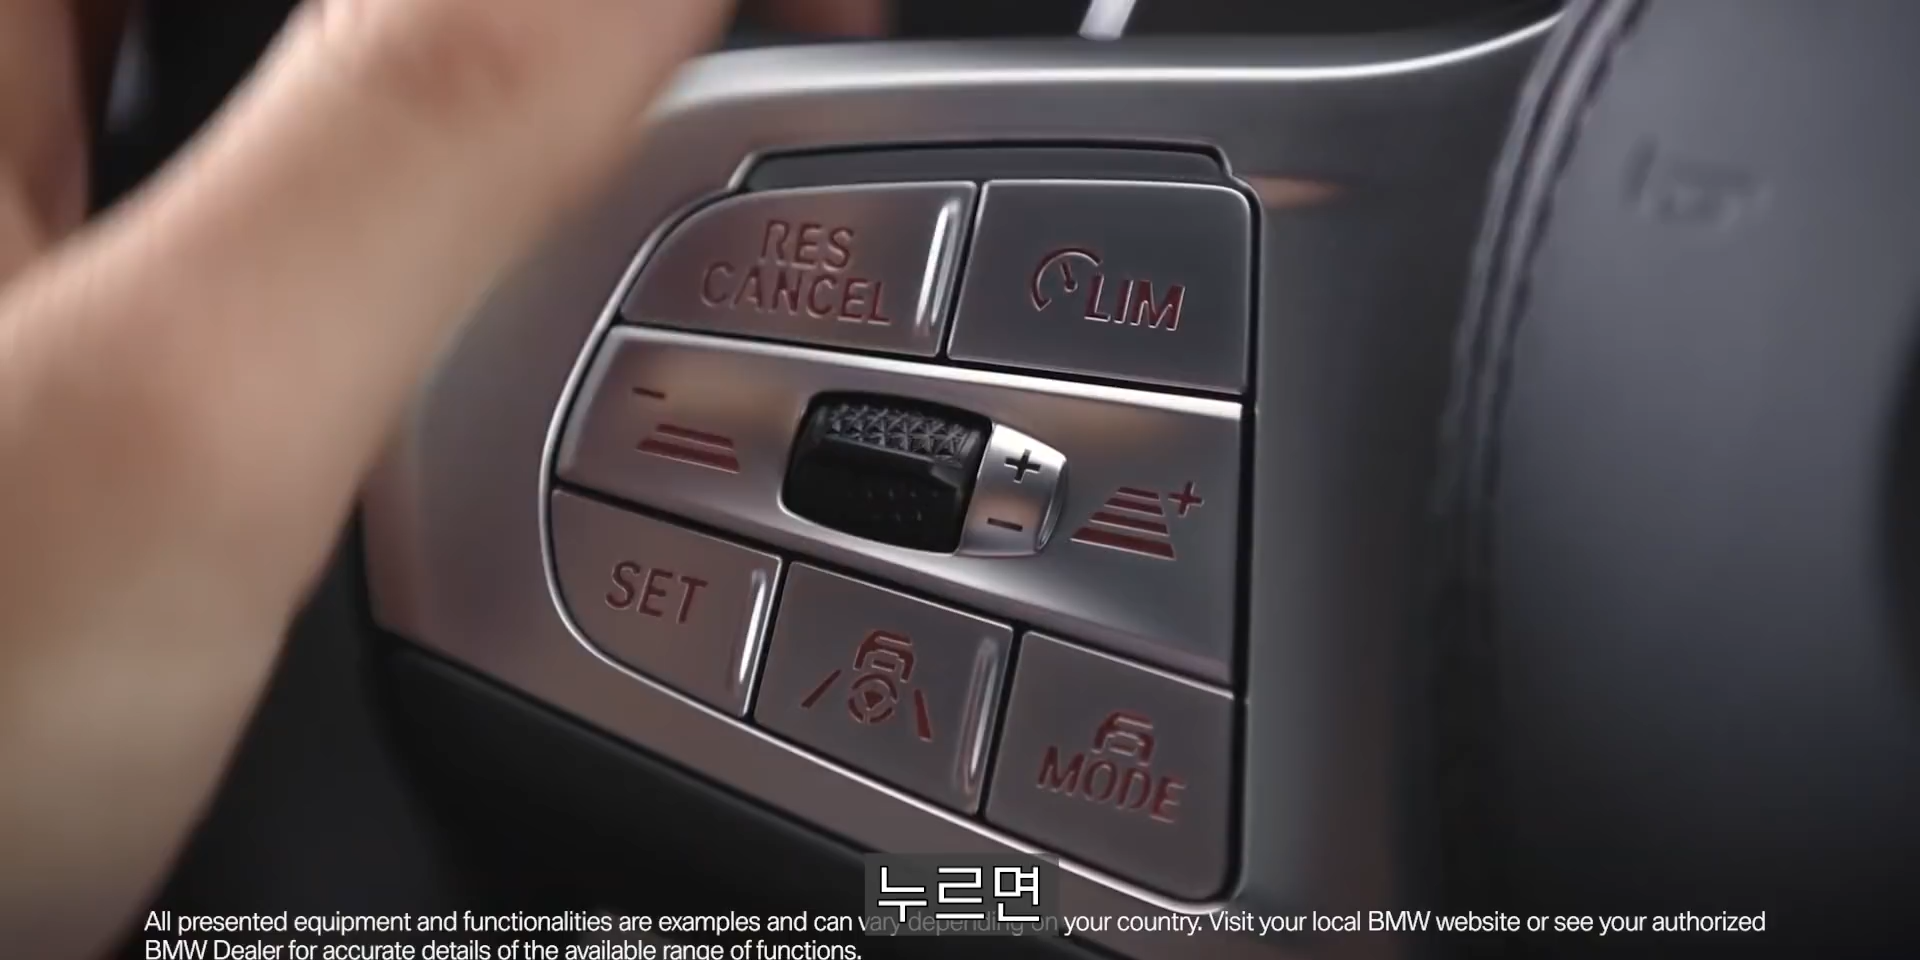 RES
CANCEL
LIM
−
+
−
+
SET
MODE
누르면
All presented equipment and functionalities are examples and can vary depending on your country. Visit your local BMW website or see your authorized
BMW Dealer for accurate details of the available range of functions.